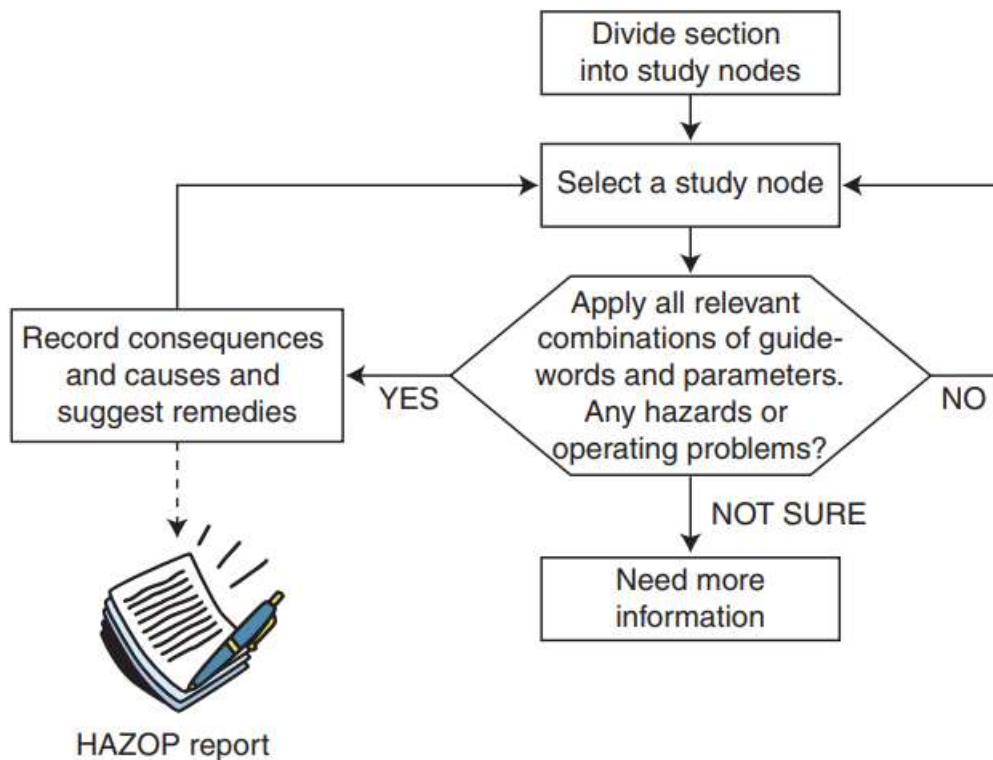 Divide section
into study nodes
Select a study node
Apply all relevant
combinations of guide-
words and parameters.
Any hazards or
operating problems?
Record consequences
and causes and
suggest remedies
YES
NO
NOT SURE
Need more
information
HAZOP report